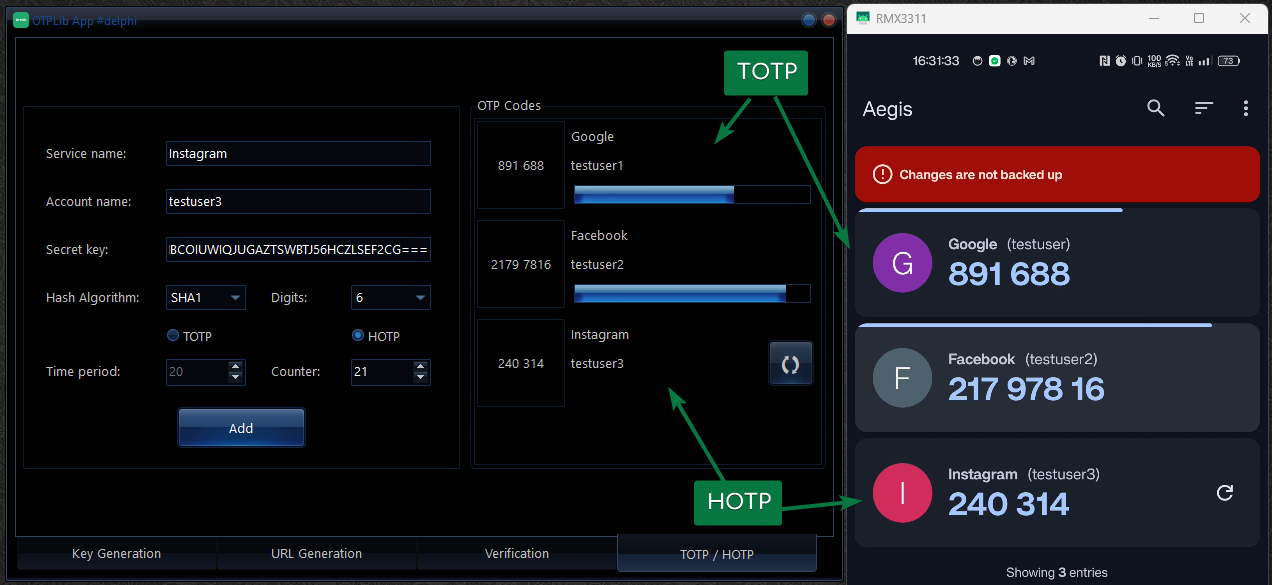 OTPLib App #delphi
Service name: Instagram
Account name: testuser3
Secret key: BCOIUWIQJUGAZTSWBTJ56HCZLSEF2CG===
Hash Algorithm: SHA1 Digits: 6
TOTP HOTP
Time period: 20 Counter: 21
Add
OTP Codes
Google
891 688 testuser1
Facebook
2179 7816 testuser2
Instagram
240 314 testuser3
TOTP
HOTP
Key Generation URL Generation Verification TOTP / HOTP
RMX3311
16:31:33 100 KB/S 73
Aegis
Changes are not backed up
G Google (testuser)
891 688
F Facebook (testuser2)
217 978 16
I Instagram (testuser3)
240 314
Showing 3 entries